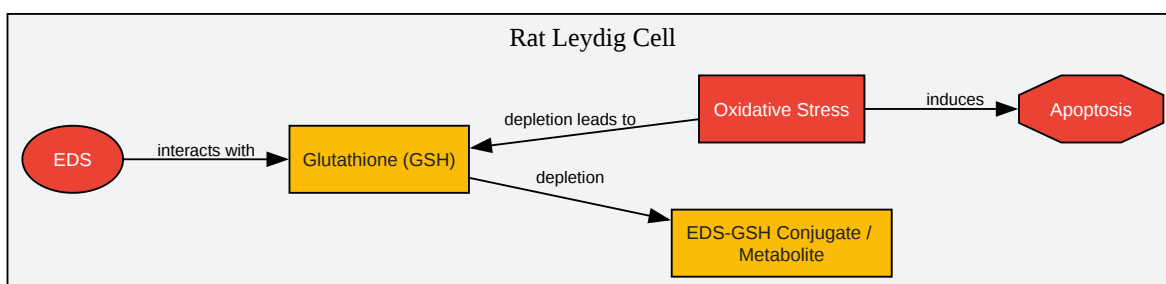 Rat Leydig Cell
EDS
interacts with
Glutathione (GSH)
depletion leads to
Oxidative Stress
induces
Apoptosis
depletion
EDS-GSH Conjugate /
Metabolite